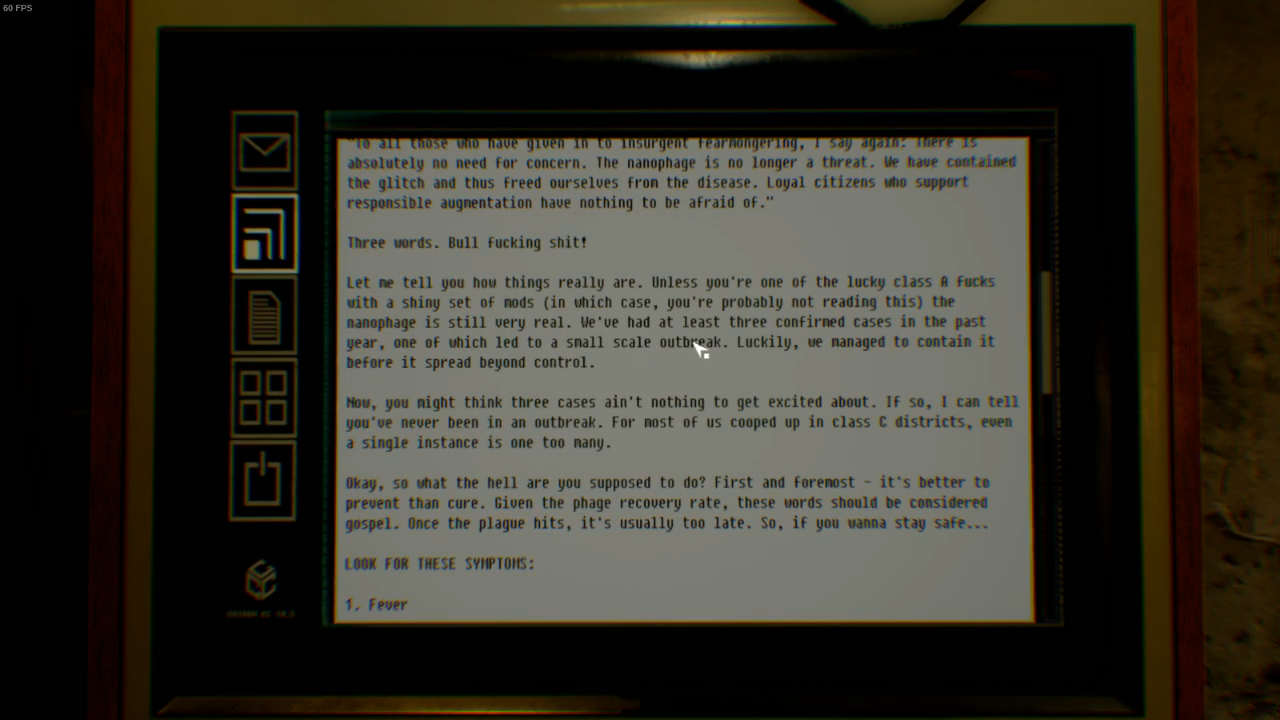 60 FPS
"To all those who have given in to insurgent fearmongering, I say again: There is
absolutely no need for concern. The nanophage is no longer a threat. We have contained
the glitch and thus freed ourselves from the disease. Loyal citizens who support
responsible augmentation have nothing to be afraid of."
Three words. Bull fucking shit!
Let me tell you how things really are. Unless you're one of the lucky class A fucks
with a shiny set of mods (in which case, you're probably not reading this) the
nanophage is still very real. We've had at least three confirmed cases in the past
year, one of which led to a small scale outbreak. Luckily, we managed to contain it
before it spread beyond control.
Now, you might think three cases ain't nothing to get excited about. If so, I can tell
you've never been in an outbreak. For most of us cooped up in class C districts, even
a single instance is one too many.
Okay, so what the hell are you supposed to do? First and foremost - it's better to
prevent than cure. Given the phage recovery rate, these words should be considered
gospel. Once the plague hits, it's usually too late. So, if you wanna stay safe...
LOOK FOR THESE SYMPTOMS:
1. Fever